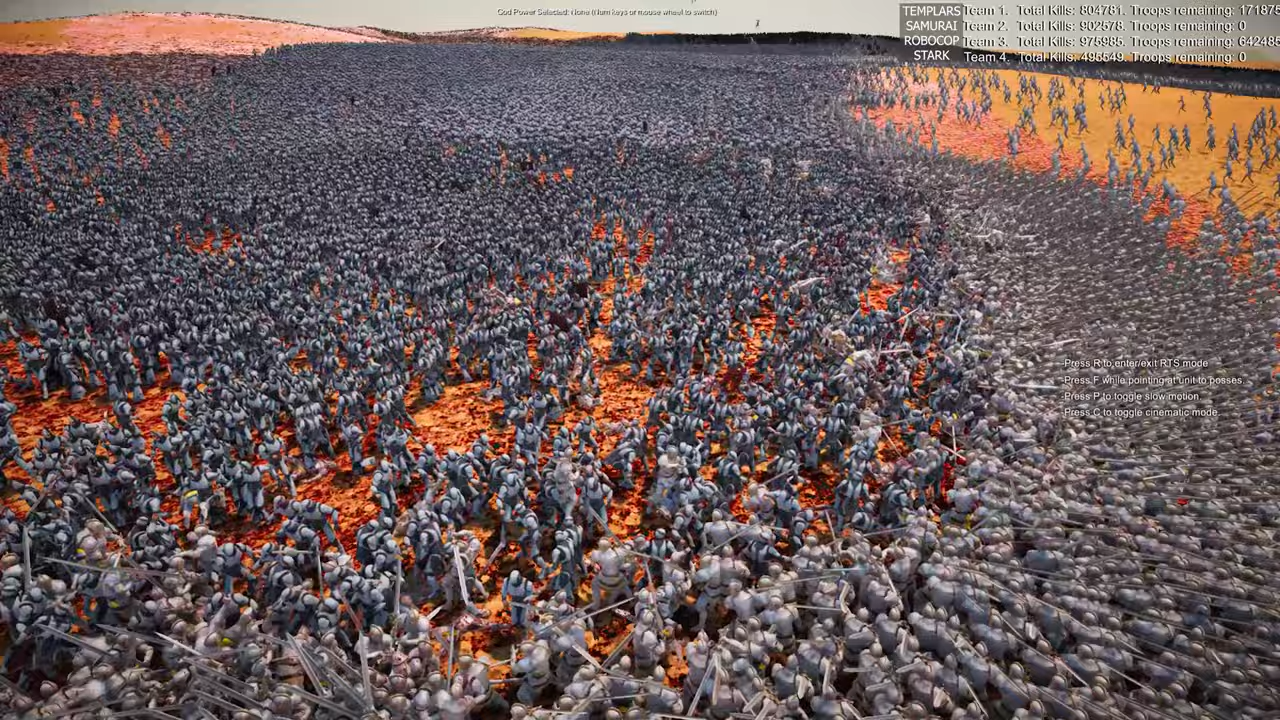 God Power Selected: None (Num keys or mouse wheel to switch)
TEMPLARS Team 1. Total Kills: 804781. Troops remaining: 171875
SAMURAI Team 2. Total Kills: 902578. Troops remaining: 0
ROBOCOP Team 3. Total Kills: 975985. Troops remaining: 642485
STARK Team 4. Total Kills: 495549. Troops remaining: 0
Press R to enter/exit RTS mode
Press F while pointing at unit to posses.
Press P to toggle slow motion
Press C to toggle cinematic mode